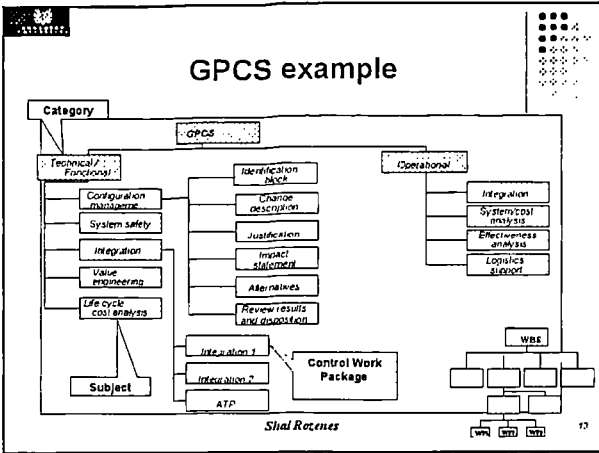 GPCS example
Category
GPCS
Technical/
Functional
Operational
Configuration
manageme...
System safety
Integration
Value
engineering
Life cycle
cost analysis
Subject
Identification
block
Change
description
Justification
Impact
statement
Alternatives
Review results
and disposition
Integration 1
Integration 2
ATP
Control Work
Package
Integration
System/cost
analysis
Effectiveness
analysis
Logistics
support
WBS
Shai Rozenes
13